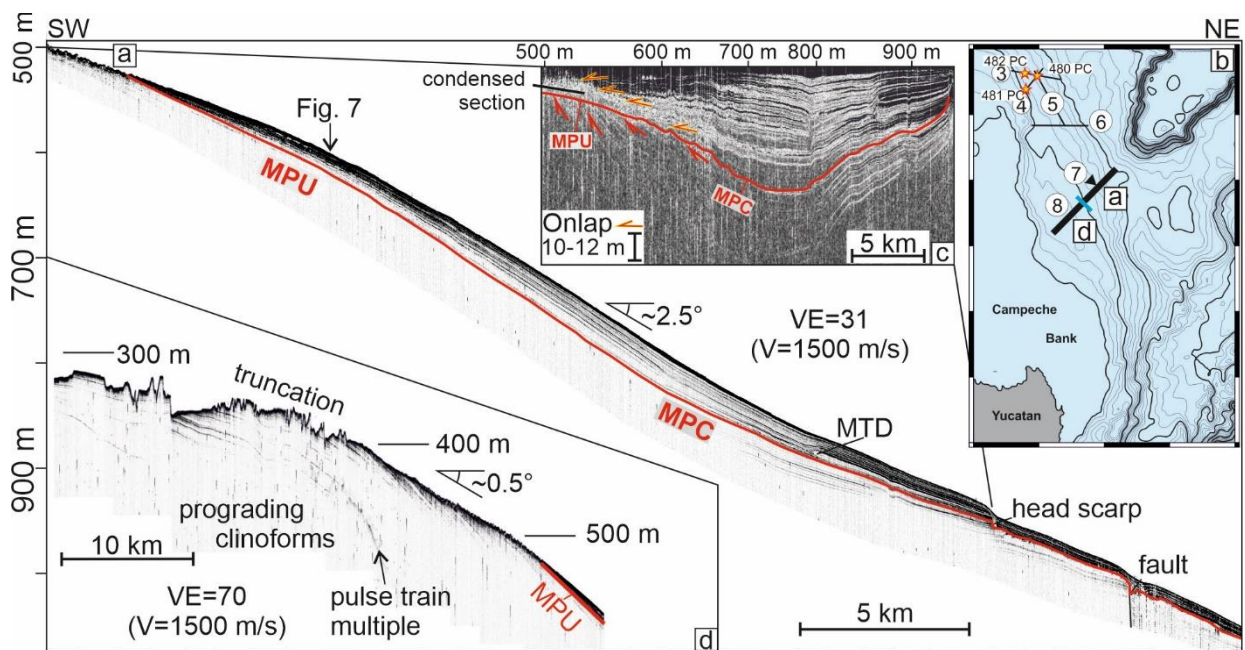 SW
NE
500 m
700 m
900 m
a
Fig. 7
MPU
MPC
~2.5°
VE=31
(V=1500 m/s)
MTD
head scarp
fault
5 km
500 m 600 m 700 m 800 m 900 m
condensed
section
MPU
MPC
Onlap
10-12 m
5 km
c
b
482 PC
3
480 PC
481 PC
4
5
6
7
8
a
d
Campeche
Bank
Yucatan
300 m
truncation
400 m
~0.5°
prograding
clinoforms
500 m
10 km
VE=70
(V=1500 m/s)
pulse train
multiple
MPU
d